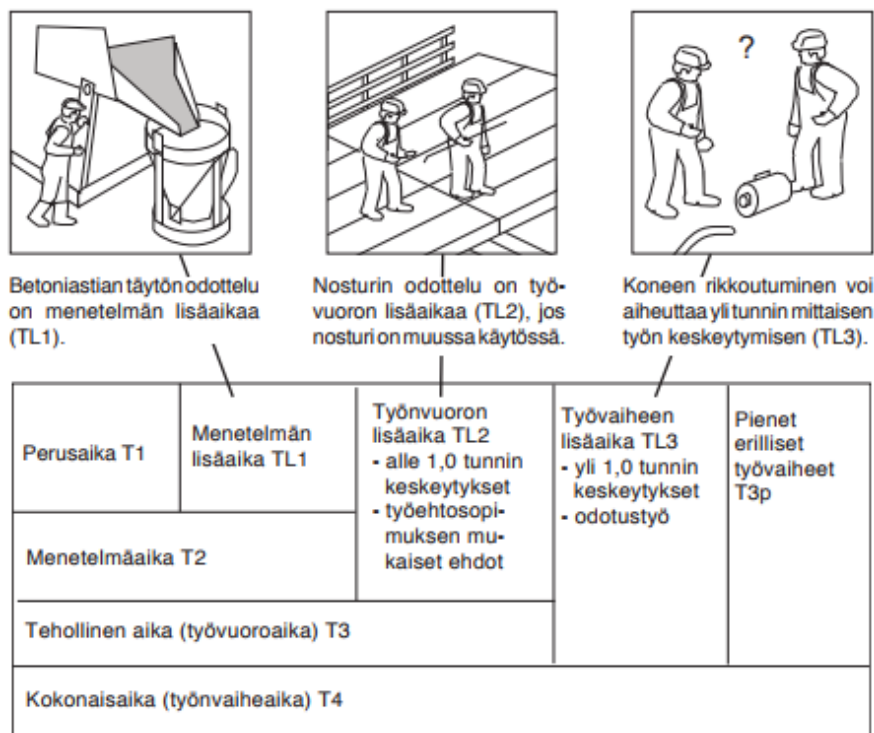 ?
Betoniastian täytön odottelu
on menetelmän lisäaikaa
(TL1).
Nosturin odottelu on työ-
vuoron lisäaikaa (TL2), jos
nosturi on muussa käytössä.
Koneen rikkoutuminen voi
aiheuttaa yli tunnin mittaisen
työn keskeytymisen (TL3).
Perusaika T1
Menetelmän
lisäaika TL1
Työnvuoron
lisäaika TL2
- alle 1,0 tunnin
keskeytykset
- työehtosopi-
muksen mu-
kaiset ehdot
Työvaiheen
lisäaika TL3
- yli 1,0 tunnin
keskeytykset
- odotustyö
Pienet
erilliset
työvaiheet
T3p
Menetelmäaika T2
Tehollinen aika (työvuoroaika) T3
Kokonaisaika (työnvaiheaika) T4